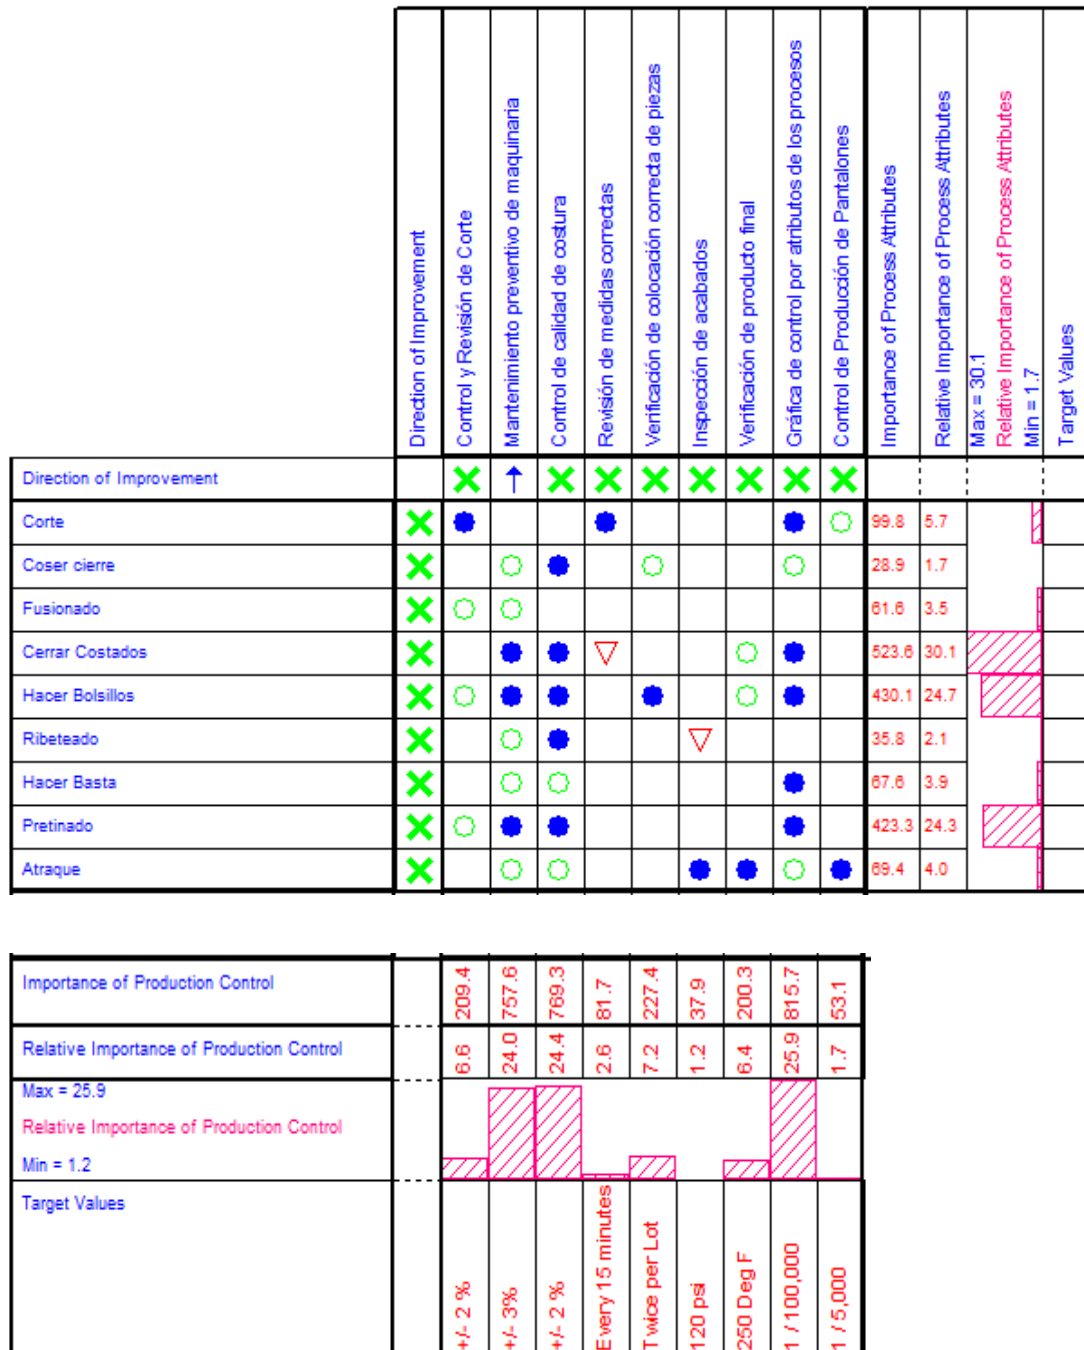 Direction of Improvement
Control y Revisión de Corte
Mantenimiento preventivo de maquinaria
Control de calidad de costura
Revisión de medidas correctas
Verificación de colocación correcta de piezas
Inspección de acabados
Verificación de producto final
Gráfica de control por atributos de los procesos
Control de Producción de Pantalones
Importance of Process Attributes
Relative Importance of Process Attributes
Max = 30.1
Relative Importance of Process Attributes
Min = 1.7
Target Values
Direction of Improvement
Corte 99.8 5.7
Coser cierre 28.9 1.7
Fusionado 61.6 3.5
Cerrar Costados 523.6 30.1
Hacer Bolsillos 430.1 24.7
Ribeteado 35.8 2.1
Hacer Basta 67.6 3.9
Pretinado 423.3 24.3
Atraque 69.4 4.0
Importance of Production Control 209.4 757.6 769.3 81.7 227.4 37.9 200.3 815.7 53.1
Relative Importance of Production Control 6.6 24.0 24.4 2.6 7.2 1.2 6.4 25.9 1.7
Max = 25.9
Relative Importance of Production Control
Min = 1.2
Target Values
+/- 2 %
+/- 3%
+/- 2 %
Every 15 minutes
Twice per Lot
120 psi
250 Deg F
1 / 100,000
1 / 5,000